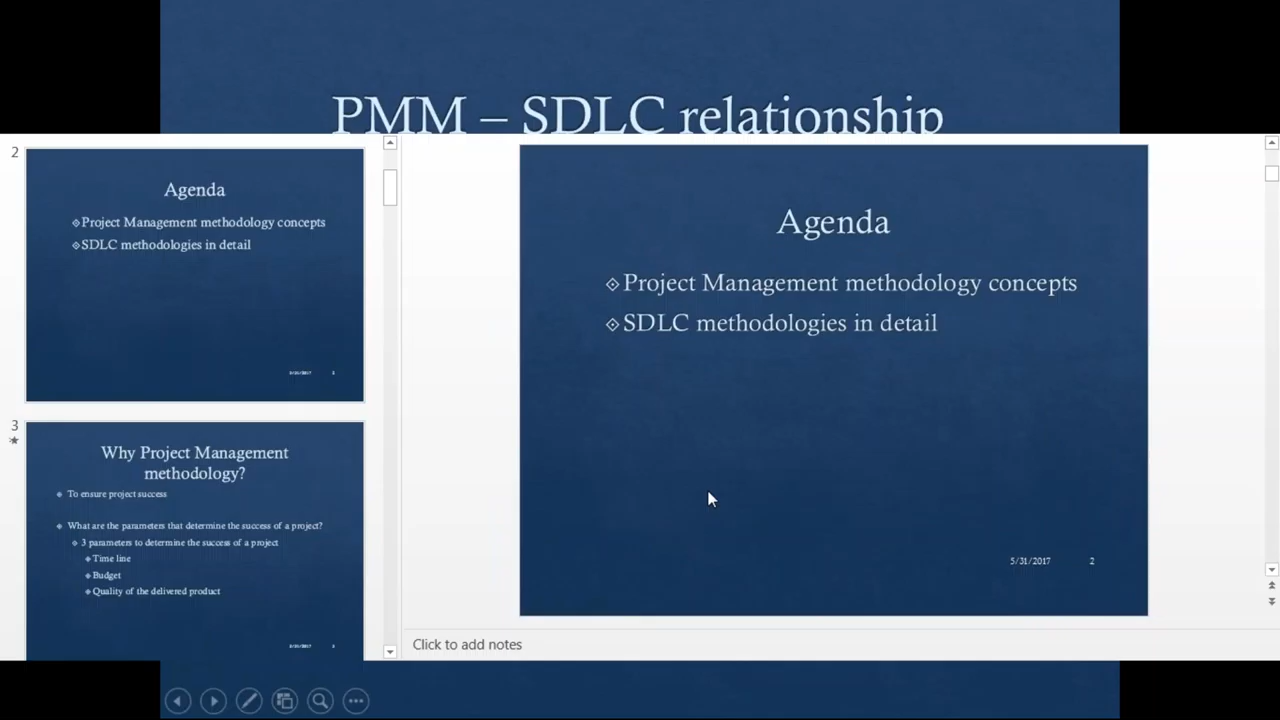 PMM – SDLC relationship
2
Agenda
Project Management methodology concepts
SDLC methodologies in detail
2
3
Why Project Management
methodology?
To ensure project success
What are the parameters that determine the success of a project?
3 parameters to determine the success of a project
Time line
Budget
Quality of the delivered product
3
Agenda
Project Management methodology concepts
SDLC methodologies in detail
5/31/2017
2
Click to add notes